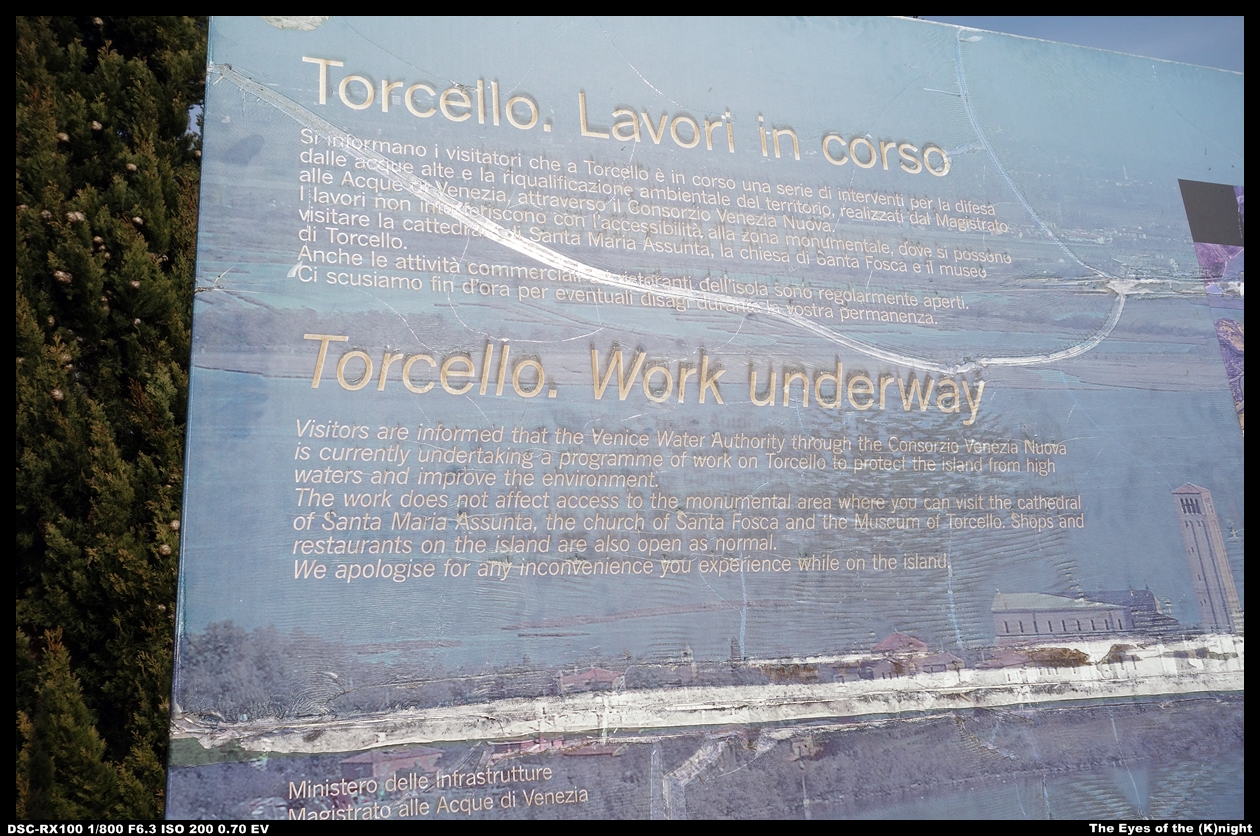 Torcello. Lavori in corso
Si informano i visitatori che a Torcello è in corso una serie di interventi per la difesa
dalle acque alte e la riqualificazione ambientale del territorio, realizzati dal Magistrato
alle Acque di Venezia, attraverso il Consorzio Venezia Nuova.
I lavori non interferiscono con l'accessibilità alla zona monumentale, dove si possono
visitare la cattedrale di Santa Maria Assunta, la chiesa di Santa Fosca e il museo
di Torcello.
Anche le attività commerciali e i ristoranti dell'isola sono regolarmente aperti.
Ci scusiamo fin d'ora per eventuali disagi durante la vostra permanenza.
Torcello. Work underway
Visitors are informed that the Venice Water Authority through the Consorzio Venezia Nuova
is currently undertaking a programme of work on Torcello to protect the island from high
waters and improve the environment.
The work does not affect access to the monumental area where you can visit the cathedral
of Santa Maria Assunta, the church of Santa Fosca and the Museum of Torcello. Shops and
restaurants on the island are also open as normal.
We apologise for any inconvenience you experience while on the island.
Ministero delle Infrastrutture
Magistrato alle Acque di Venezia
DSC-RX100 1/800 F6.3 ISO 200 0.70 EV
The Eyes of the (K)night